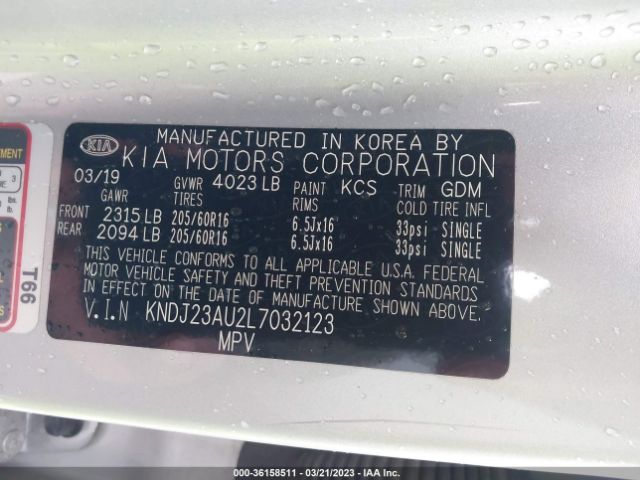 KIA
MANUFACTURED IN KOREA BY
KIA MOTORS CORPORATION
03/19 GVWR 4023 LB PAINT KCS TRIM GDM
GAWR TIRES RIMS COLD TIRE INFL
FRONT 2315 LB 205/60R16 6.5Jx16 33psi - SINGLE
REAR 2094 LB 205/60R16 6.5Jx16 33psi - SINGLE
THIS VEHICLE CONFORMS TO ALL APPLICABLE U.S.A. FEDERAL
MOTOR VEHICLE SAFETY AND THEFT PREVENTION STANDARDS
IN EFFECT ON THE DATE OF MANUFACTURE SHOWN ABOVE.
V.I.N KNDJ23AU2L7032123
MPV
T66
000-36158511 - 03/21/2023 - IAA Inc.